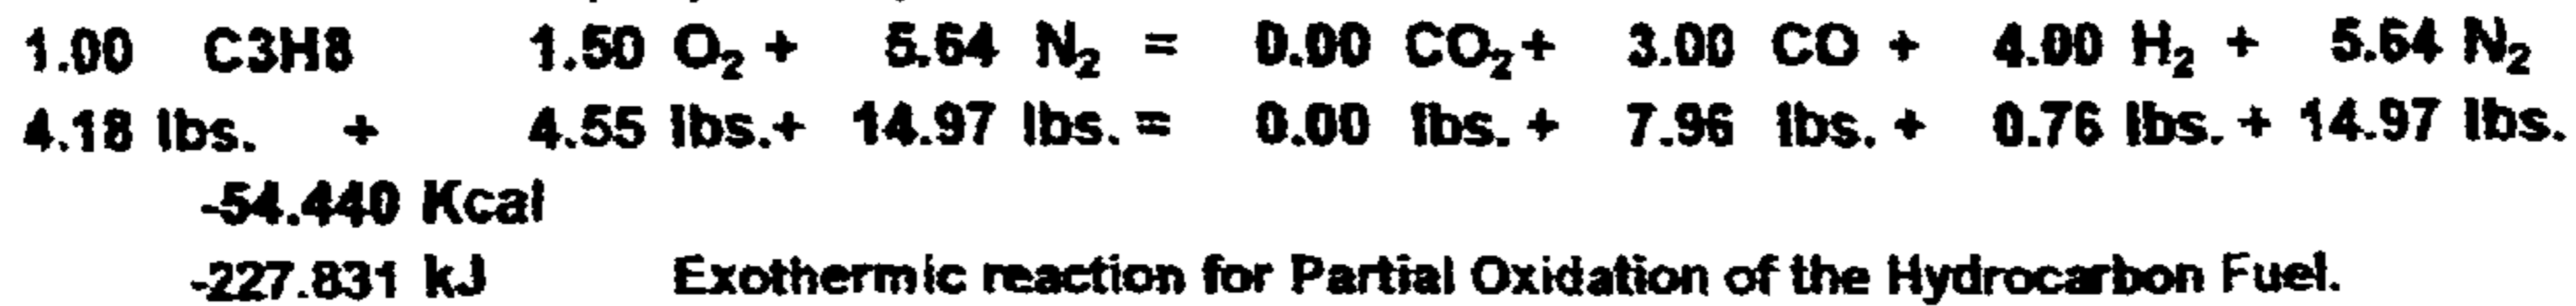 1.00 C3H8 1.50 O₂ + 5.64 N₂ = 0.00 CO₂ + 3.00 CO + 4.00 H₂ + 5.64 N₂
4.18 lbs. + 4.55 lbs. + 14.97 lbs. = 0.00 lbs. + 7.96 lbs. + 0.76 lbs. + 14.97 lbs.
-54.440 Kcal
-227.831 kJ Exothermic reaction for Partial Oxidation of the Hydrocarbon Fuel.